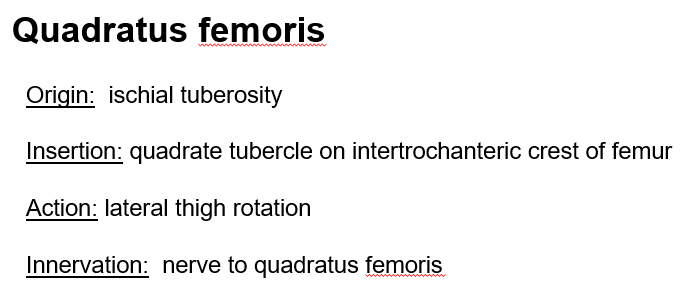 Quadratus femoris
Origin:  ischial tuberosity
Insertion: quadrate tubercle on intertrochanteric crest of femur
Action: lateral thigh rotation
Innervation:  nerve to quadratus femoris